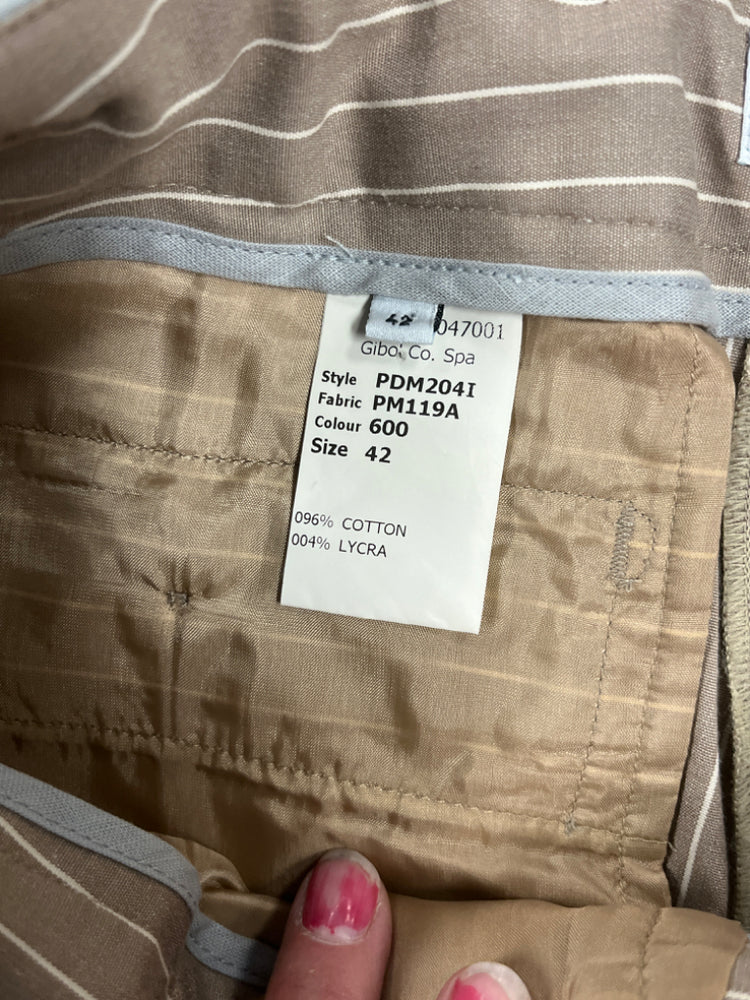 42
047001
Gibo' Co. Spa
Style PDM204I
Fabric PM119A
Colour 600
Size 42
096% COTTON
004% LYCRA